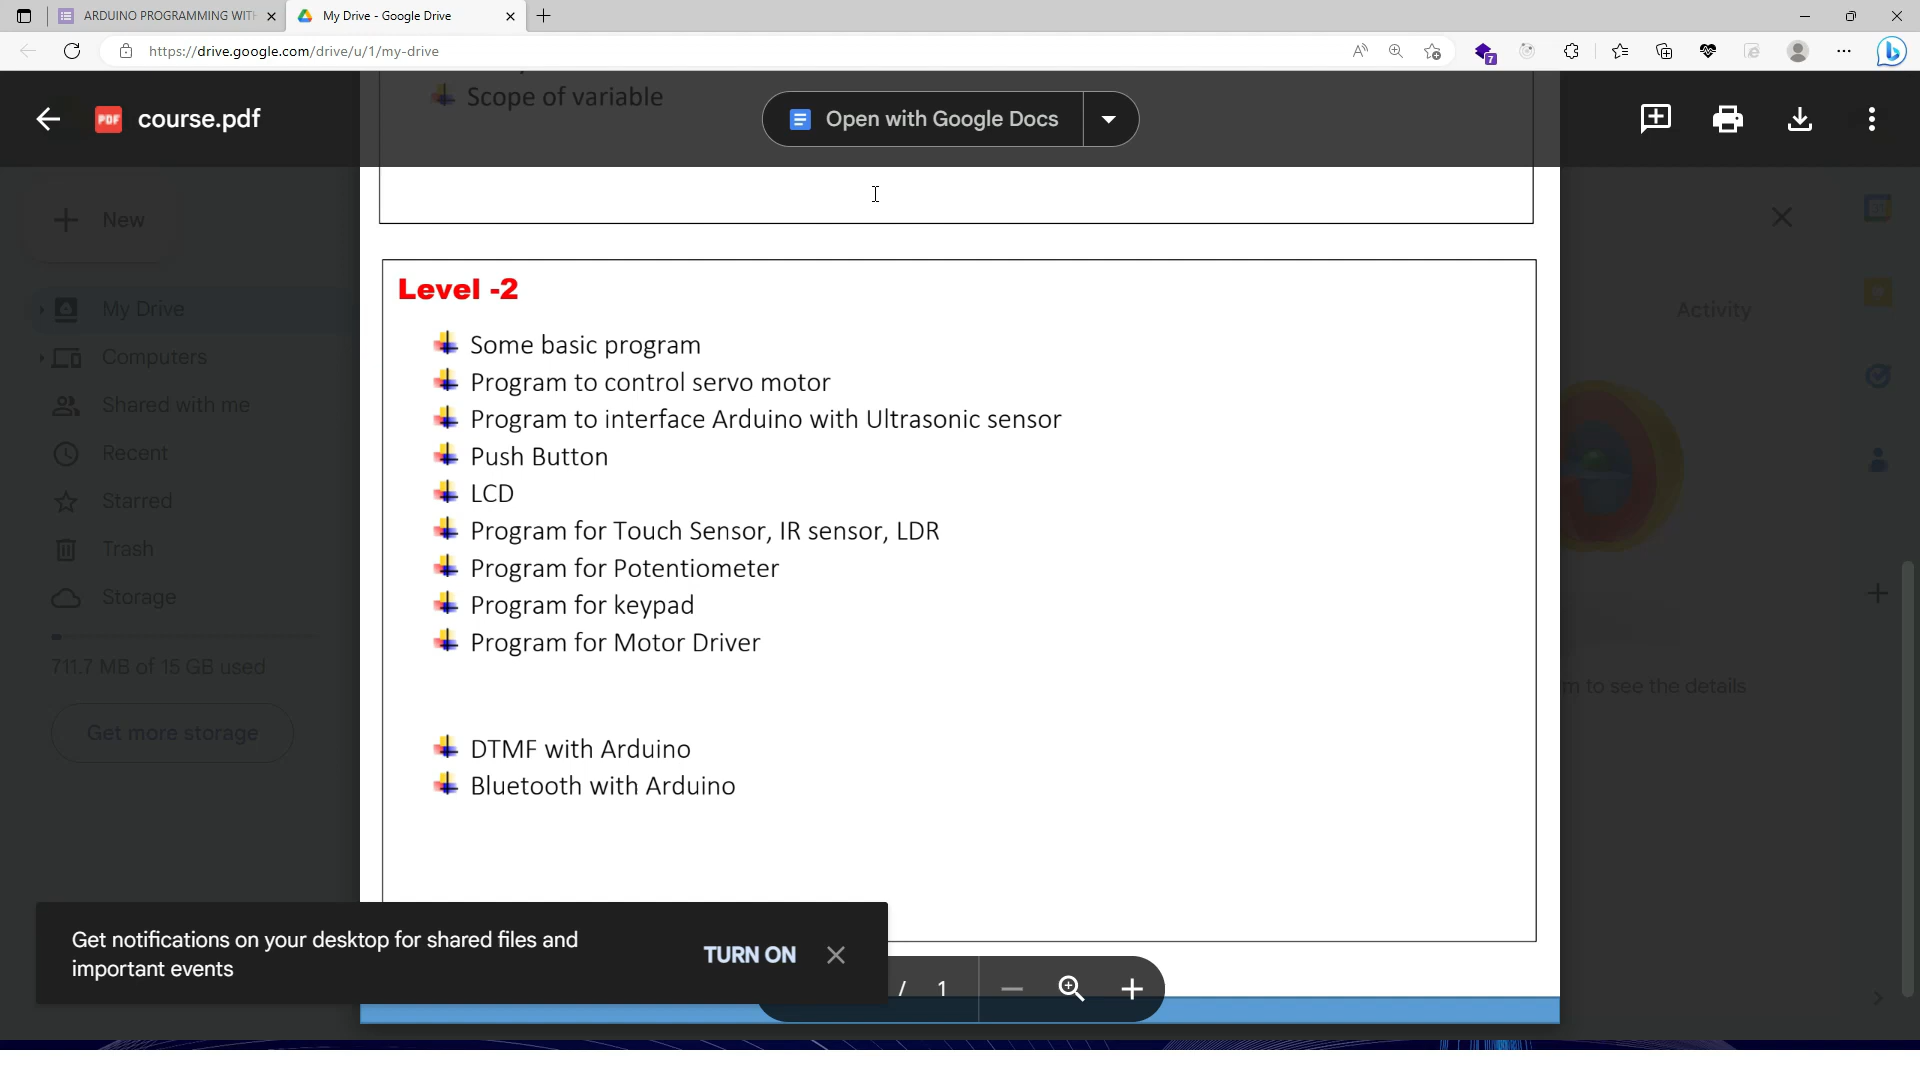 ARDUINO PROGRAMMING WITH
My Drive - Google Drive
https://drive.google.com/drive/u/1/my-drive
7
Scope of variable
PDF course.pdf
Open with Google Docs
New
My Drive
Computers
Shared with me
Recent
Starred
Trash
Storage
711.7 MB of 15 GB used
Get more storage
Activity
m to see the details
Level -2
Some basic program
Program to control servo motor
Program to interface Arduino with Ultrasonic sensor
Push Button
LCD
Program for Touch Sensor, IR sensor, LDR
Program for Potentiometer
Program for keypad
Program for Motor Driver
DTMF with Arduino
Bluetooth with Arduino
Get notifications on your desktop for shared files and
important events
TURN ON
/ 1